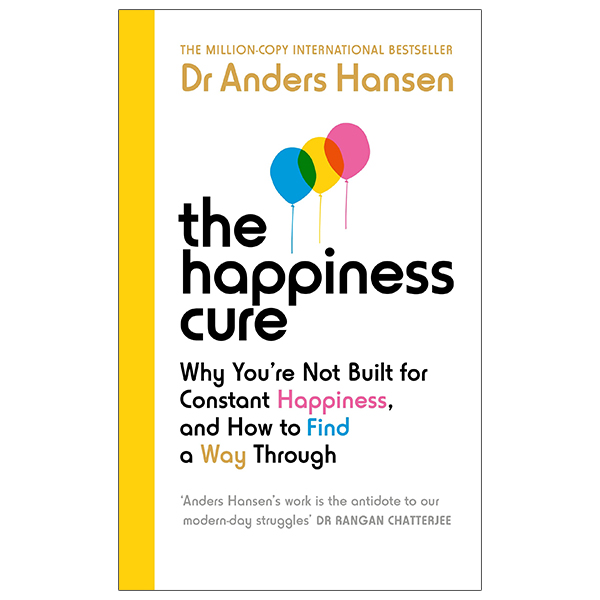 THE MILLION-COPY INTERNATIONAL BESTSELLER
Dr Anders Hansen
the
happiness
cure
Why You're Not Built for
Constant Happiness,
and How to Find
a Way Through
‘Anders Hansen's work is the antidote to our
modern-day struggles’ DR RANGAN CHATTERJEE